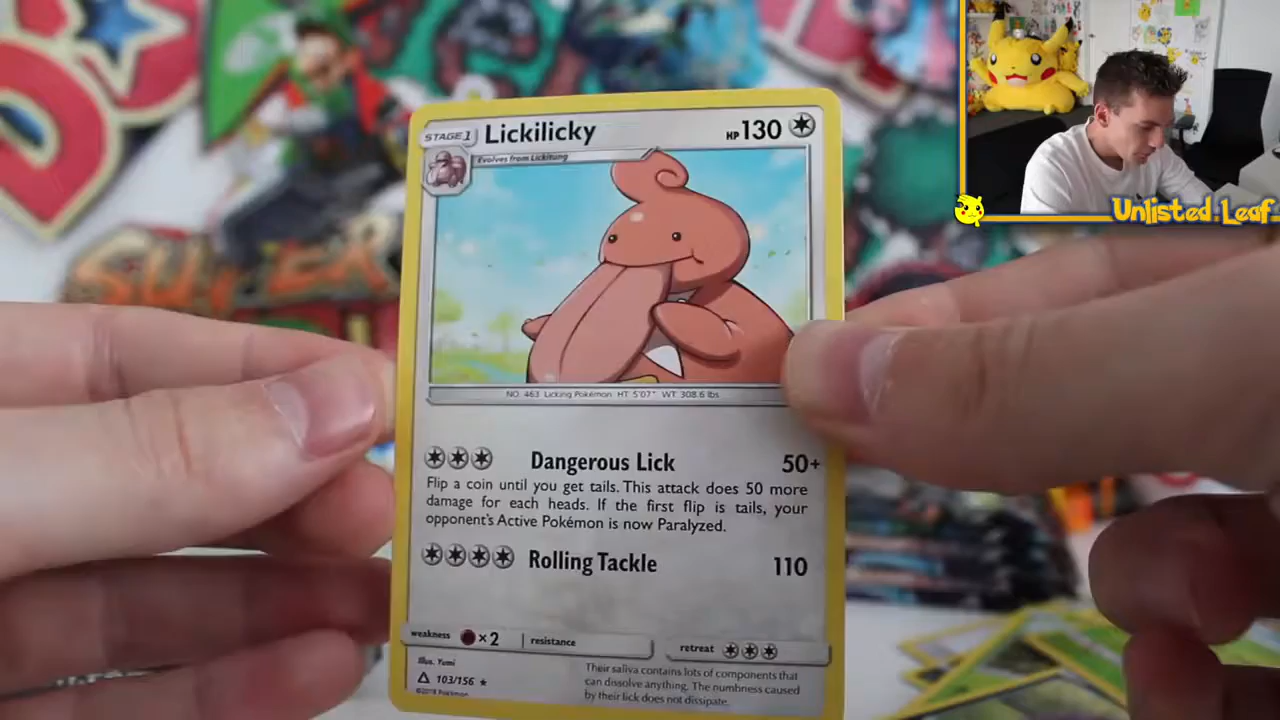 SUPER
STAGE 1 Lickilicky HP 130
Evolves from Lickitung
NO. 463 Licking Pokémon HT 5'07" WT 308.6 lbs
Dangerous Lick 50+
Flip a coin until you get tails. This attack does 50 more
damage for each heads. If the first flip is tails, your
opponent's Active Pokémon is now Paralyzed.
Rolling Tackle 110
weakness ×2 resistance retreat
Illus. Yumi
103/156 ★
©2018 Pokémon
Their saliva contains lots of components that
can dissolve anything. The numbness caused
by their lick does not dissipate.
Unlisted Leaf